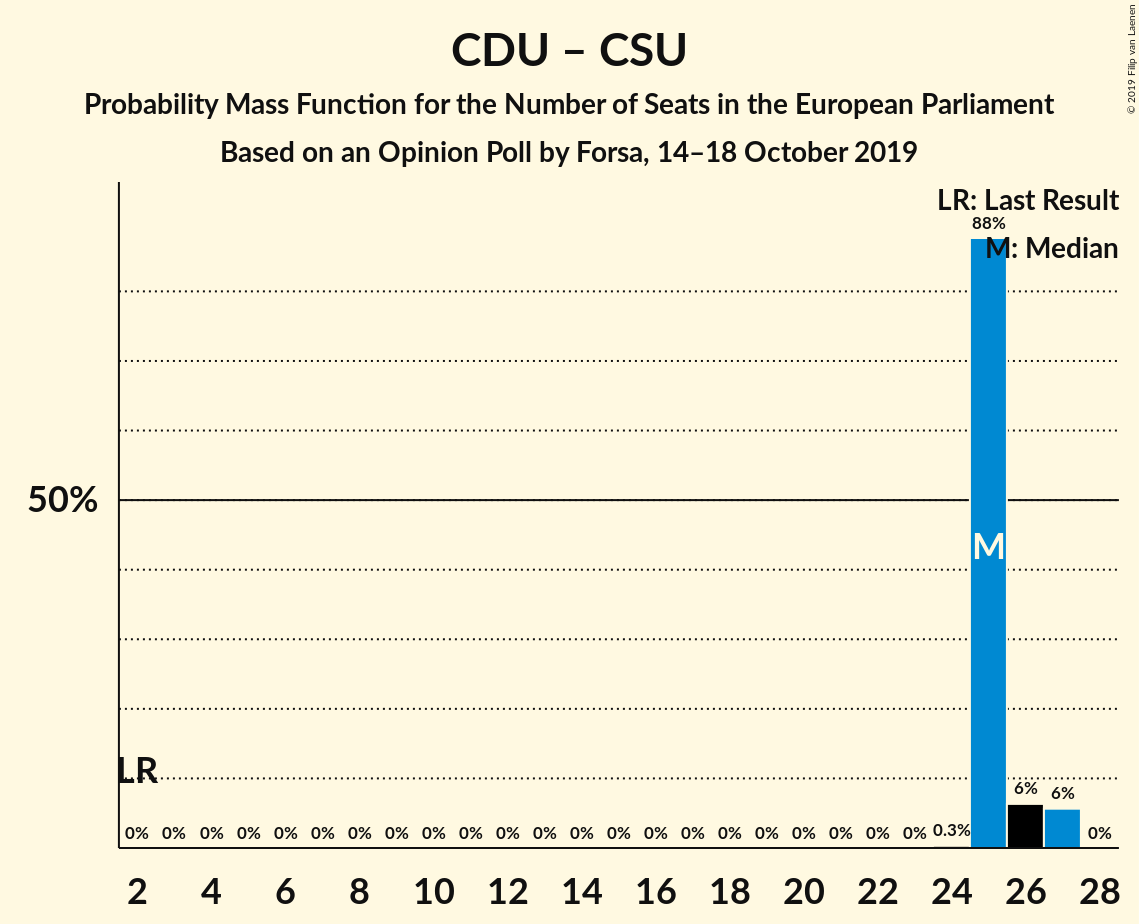 CDU – CSU
Probability Mass Function for the Number of Seats in the European Parliament
Based on an Opinion Poll by Forsa, 14–18 October 2019
© 2019 Filip van Laenen
LR: Last Result
88%
M: Median
50%
M
LR
6%
6%
0% 0% 0% 0% 0% 0% 0% 0% 0% 0% 0% 0% 0% 0% 0% 0% 0% 0% 0% 0% 0% 0% 0.3% 0%
2 4 6 8 10 12 14 16 18 20 22 24 26 28